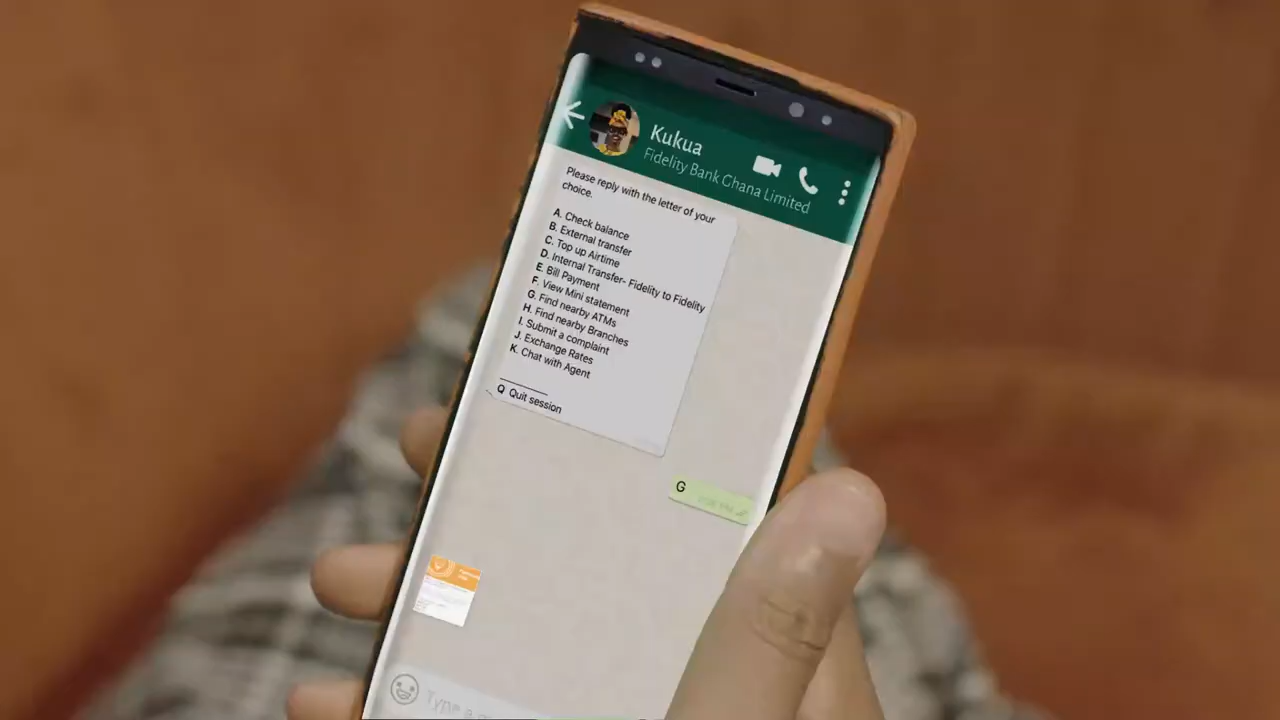 Kukua
Fidelity Bank Ghana Limited
Please reply with the letter of your
choice.
A. Check balance
B. External transfer
C. Top up Airtime
D. Internal Transfer- Fidelity to Fidelity
E. Bill Payment
F. View Mini statement
G. Find nearby ATMs
H. Find nearby Branches
I. Submit a complaint
J. Exchange Rates
K. Chat with Agent
Q Quit session
G
Type a